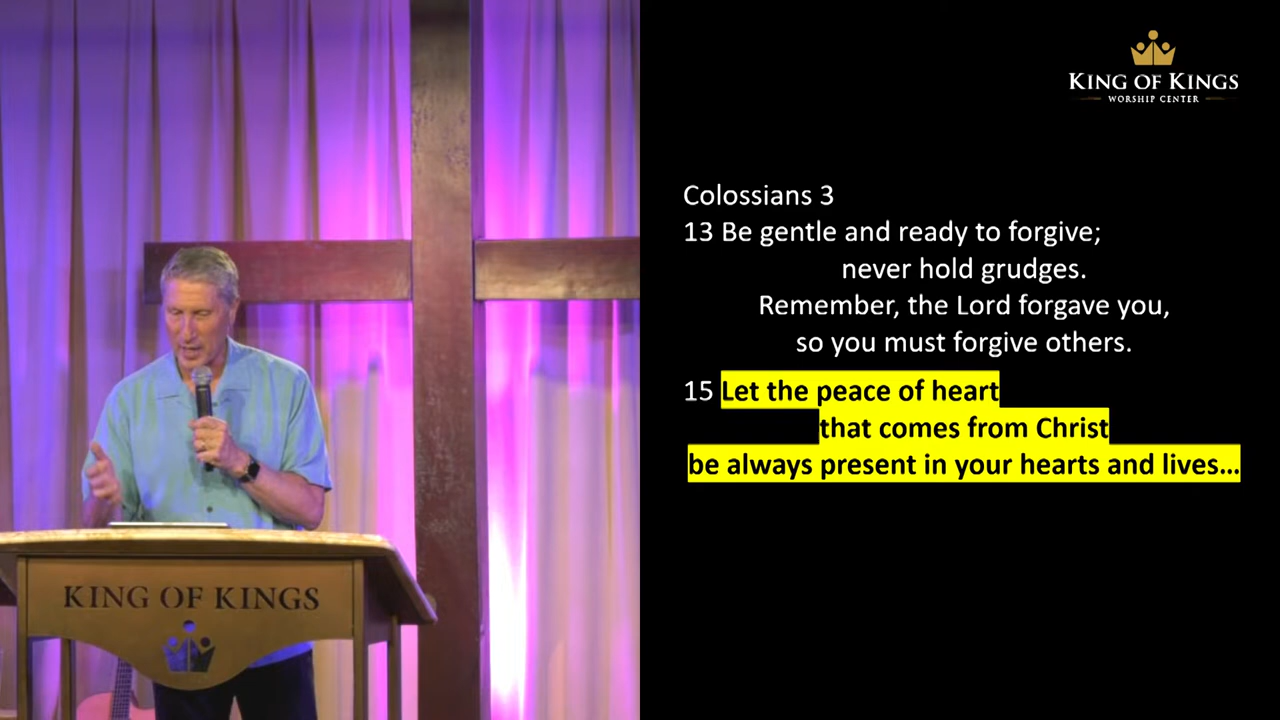 KING OF KINGS
WORSHIP CENTER
Colossians 3
13 Be gentle and ready to forgive;
never hold grudges.
Remember, the Lord forgave you,
so you must forgive others.
15 Let the peace of heart
that comes from Christ
be always present in your hearts and lives...
KING OF KINGS